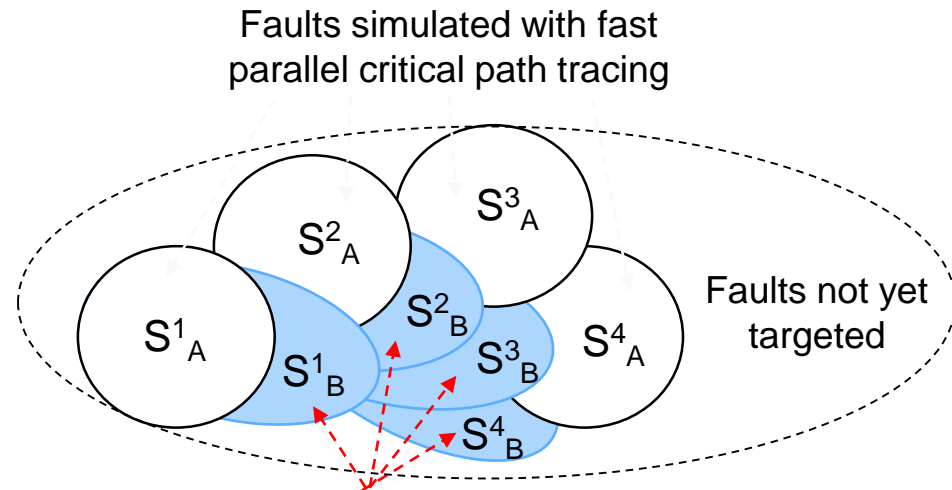 Faults simulated with fast
parallel critical path tracing
S³A
S²A
Faults not yet
targeted
S²B
S¹A
S³B
S⁴A
S¹B
S⁴B